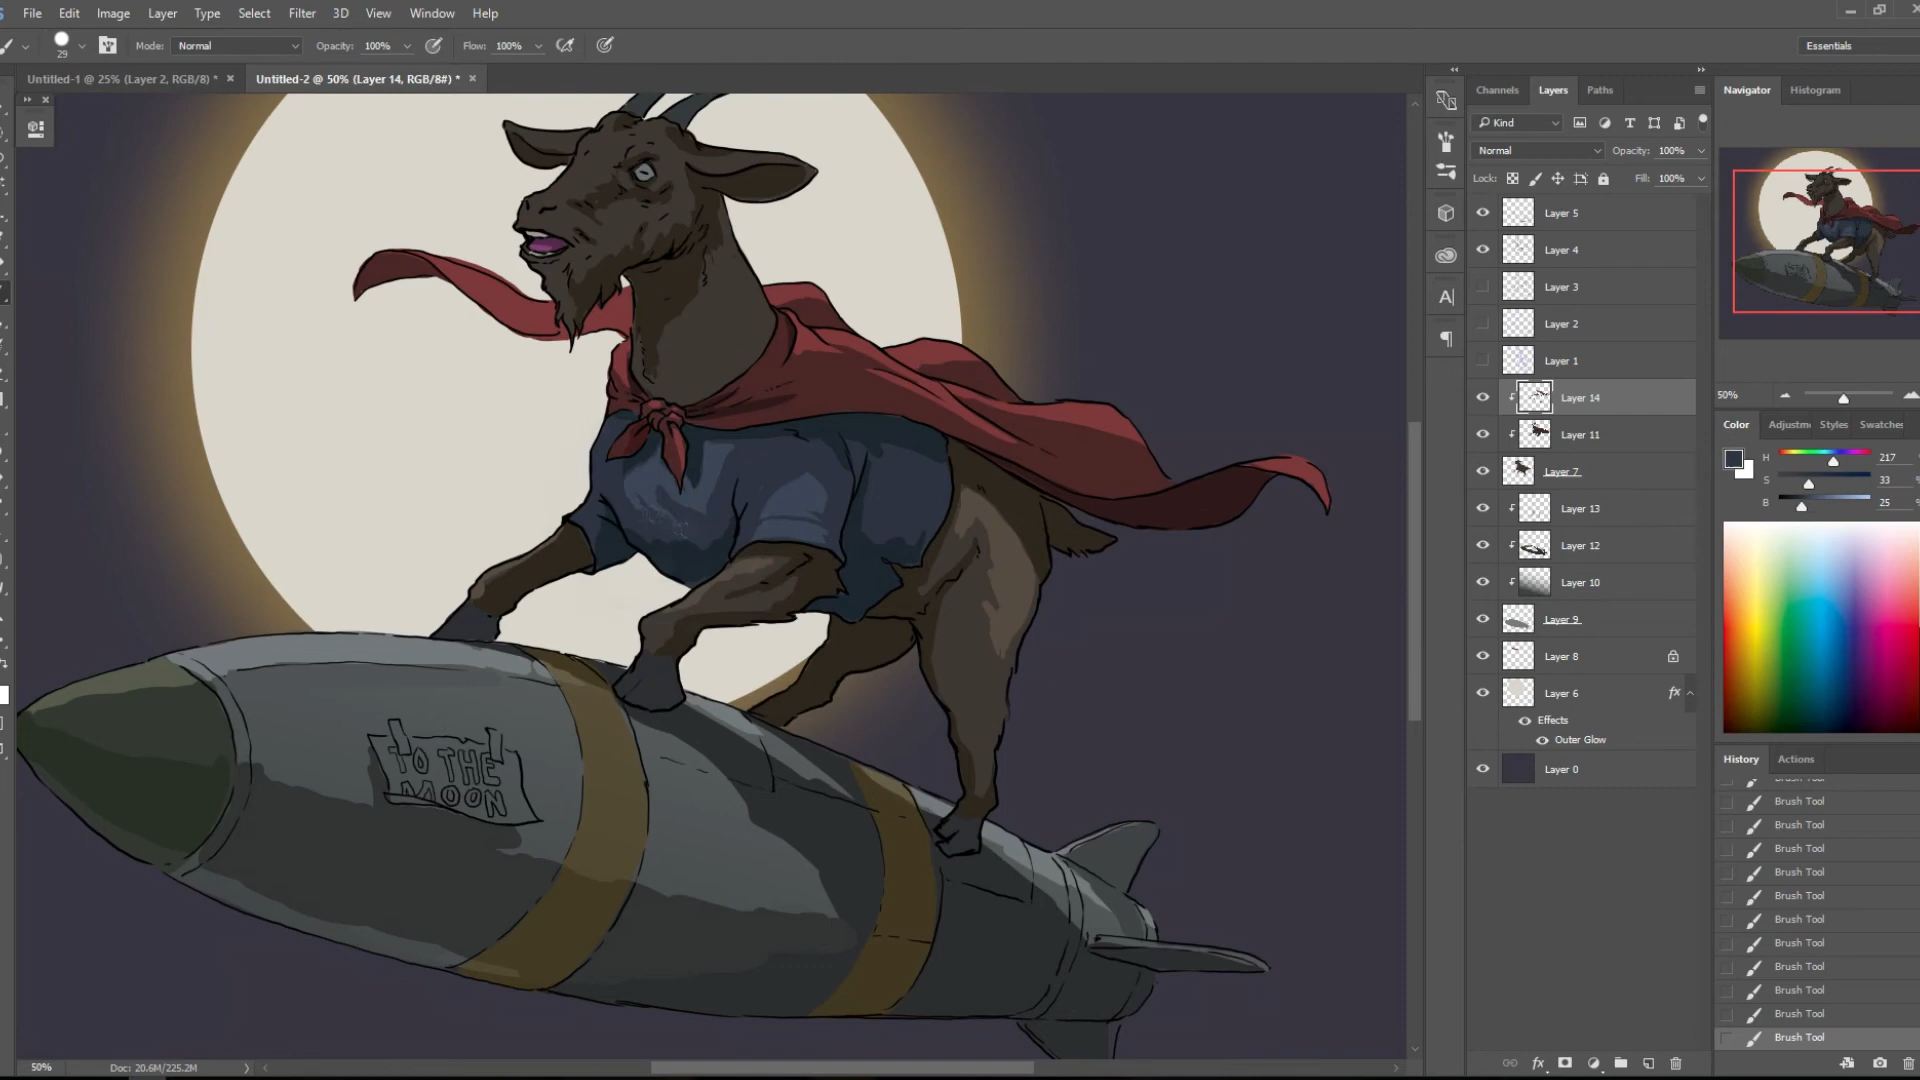 File Edit Image Layer Type Select Filter 3D View Window Help
29 Mode: Normal Opacity: 100% Flow: 100% Essentials
Untitled-1 @ 25% (Layer 2, RGB/8) * Untitled-2 @ 50% (Layer 14, RGB/8#) *
Channels Layers Paths
Kind
Normal Opacity: 100%
Lock: Fill: 100%
Layer 5
Layer 4
Layer 3
Layer 2
Layer 1
Layer 14
Layer 11
Layer 7
Layer 13
Layer 12
Layer 10
Layer 9
Layer 8
Layer 6 fx
Effects
Outer Glow
Layer 0
Navigator Histogram
50%
Color Adjustme Styles Swatches
H 217
S 33 %
B 25 %
History Actions
Brush Tool
Brush Tool
Brush Tool
Brush Tool
Brush Tool
Brush Tool
Brush Tool
Brush Tool
Brush Tool
Brush Tool
Brush Tool
TO THE
MOON
50% Doc: 20.6M/225.2M